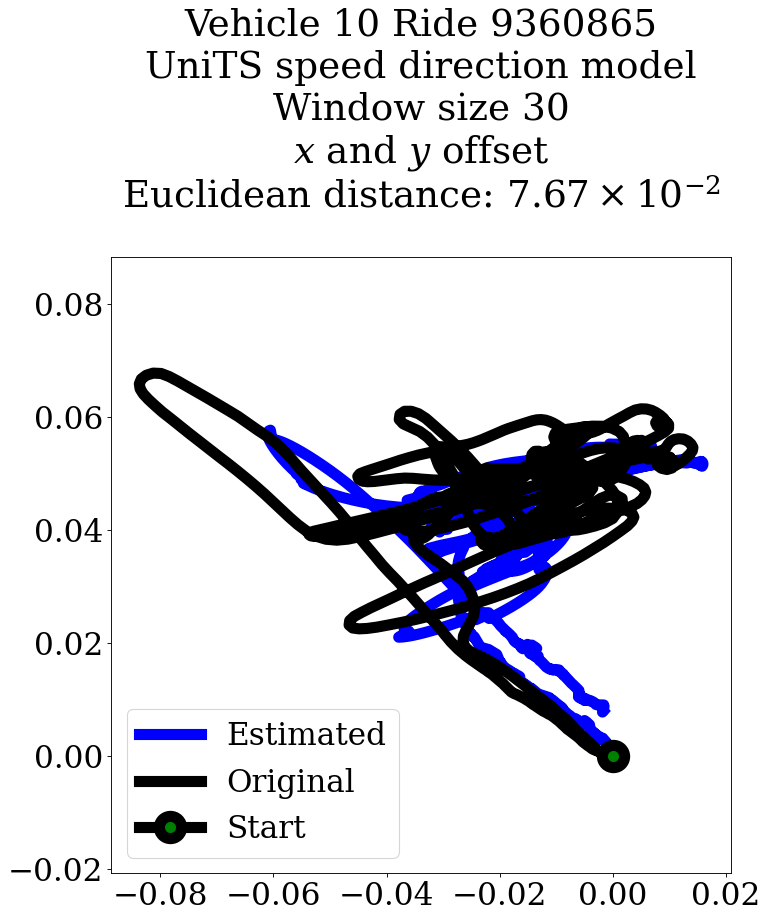 Vehicle 10 Ride 9360865
UniTS speed direction model
Window size 30
x and y offset
Euclidean distance: 7.67 × 10⁻²
0.08
0.06
0.04
0.02
0.00
−0.02
Estimated
Original
Start
−0.08 −0.06 −0.04 −0.02 0.00 0.02